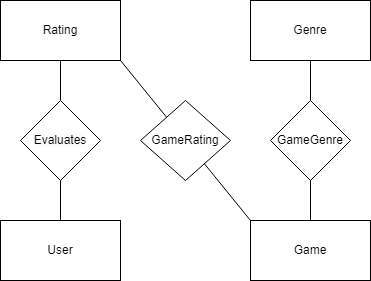 Rating
Genre
Evaluates
GameRating
GameGenre
User
Game